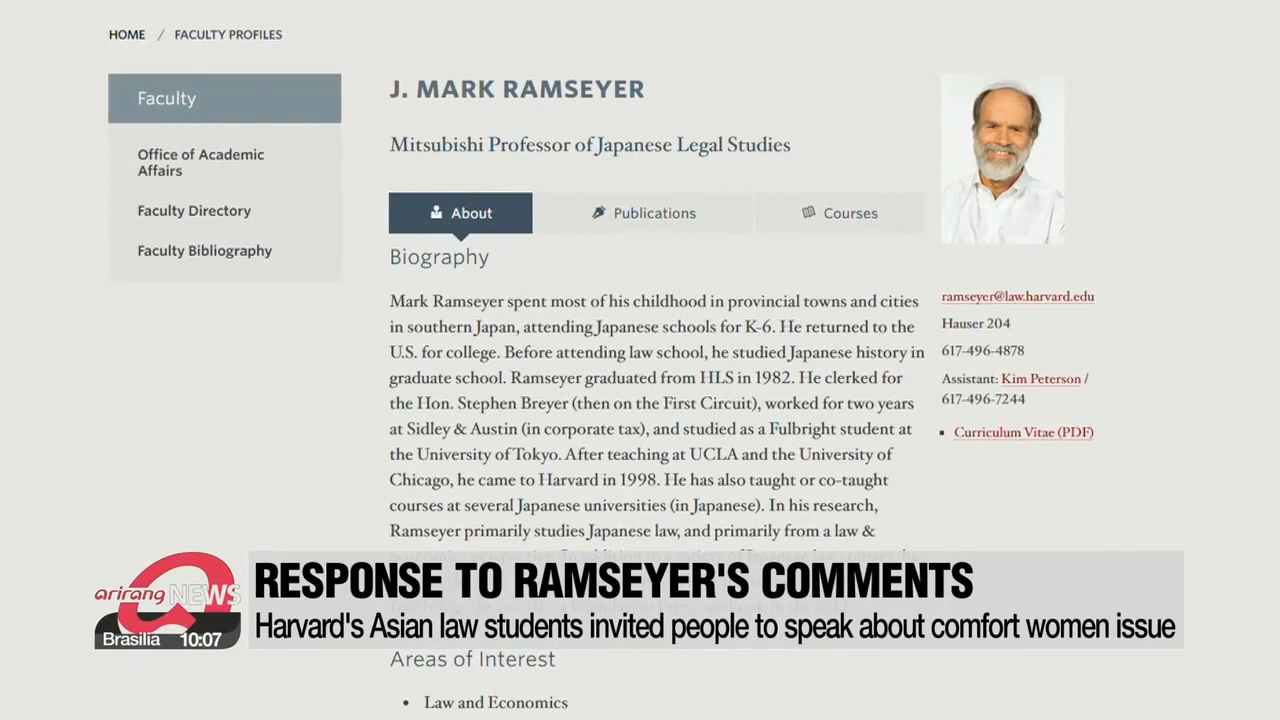 HOME / FACULTY PROFILES
Faculty
Office of Academic
Affairs
Faculty Directory
Faculty Bibliography
J. MARK RAMSEYER
Mitsubishi Professor of Japanese Legal Studies
About
Publications
Courses
Biography
Mark Ramseyer spent most of his childhood in provincial towns and cities
in southern Japan, attending Japanese schools for K-6. He returned to the
U.S. for college. Before attending law school, he studied Japanese history in
graduate school. Ramseyer graduated from HLS in 1982. He clerked for
the Hon. Stephen Breyer (then on the First Circuit), worked for two years
at Sidley & Austin (in corporate tax), and studied as a Fulbright student at
the University of Tokyo. After teaching at UCLA and the University of
Chicago, he came to Harvard in 1998. He has also taught or co-taught
courses at several Japanese universities (in Japanese). In his research,
Ramseyer primarily studies Japanese law, and primarily from a law &
ramseyer@law.harvard.edu
Hauser 204
617-496-4878
Assistant: Kim Peterson /
617-496-7244
Curriculum Vitae (PDF)
arirang NEWS
Brasilia 10:07
RESPONSE TO RAMSEYER'S COMMENTS
Harvard's Asian law students invited people to speak about comfort women issue
Areas of Interest
• Law and Economics